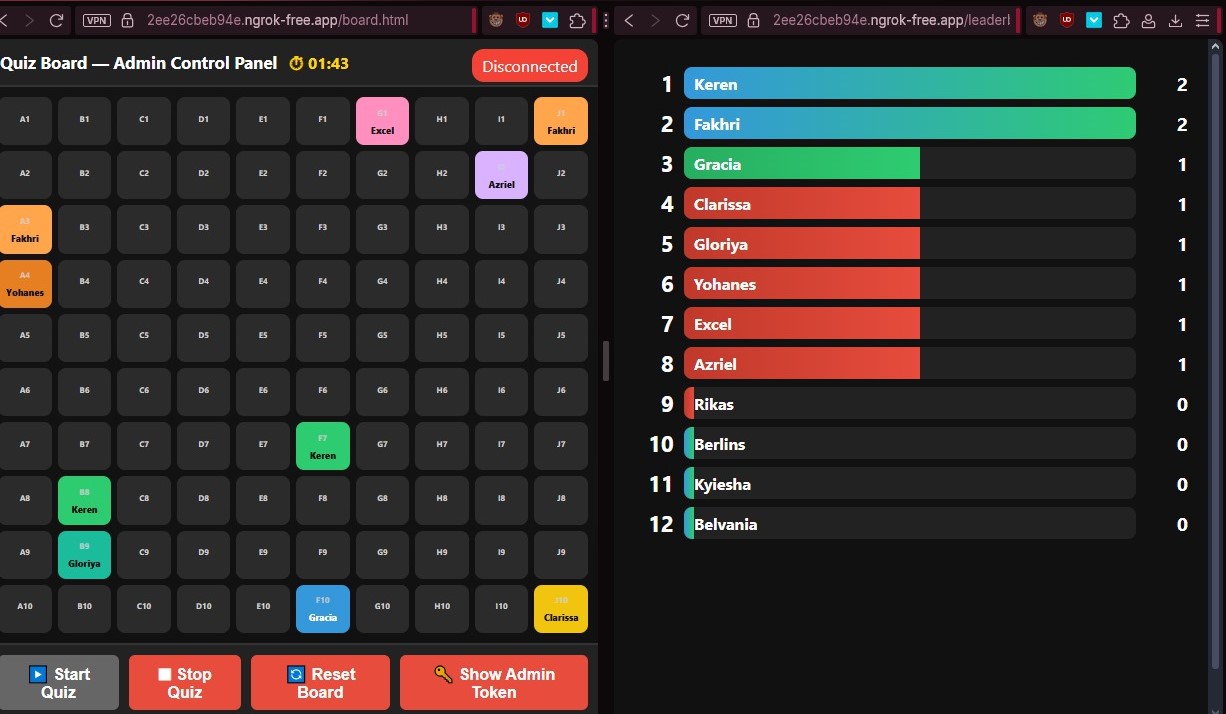 VPN 2ee26cbeb94e.ngrok-free.app/board.html
Quiz Board — Admin Control Panel ⏱ 01:43 Disconnected
A1 B1 C1 D1 E1 F1 G1 H1 I1 J1
Excel Fakhri
A2 B2 C2 D2 E2 F2 G2 H2 J2
Azriel
A3 B3 C3 D3 E3 F3 G3 H3 I3 J3
Fakhri
A4 B4 C4 D4 E4 F4 G4 H4 I4 J4
Yohanes
A5 B5 C5 D5 E5 F5 G5 H5 I5 J5
A6 B6 C6 D6 E6 F6 G6 H6 I6 J6
A7 B7 C7 D7 E7 F7 G7 H7 I7 J7
Keren
A8 B8 C8 D8 E8 F8 G8 H8 I8 J8
Keren
A9 B9 C9 D9 E9 F9 G9 H9 I9 J9
Gloriya
A10 B10 C10 D10 E10 F10 G10 H10 I10 J10
Gracia Clarissa
Start Quiz
Stop Quiz
Reset Board
Show Admin Token
VPN 2ee26cbeb94e.ngrok-free.app/leaderl
1 Keren 2
2 Fakhri 2
3 Gracia 1
4 Clarissa 1
5 Gloriya 1
6 Yohanes 1
7 Excel 1
8 Azriel 1
9 Rikas 0
10 Berlins 0
11 Kyiesha 0
12 Belvania 0